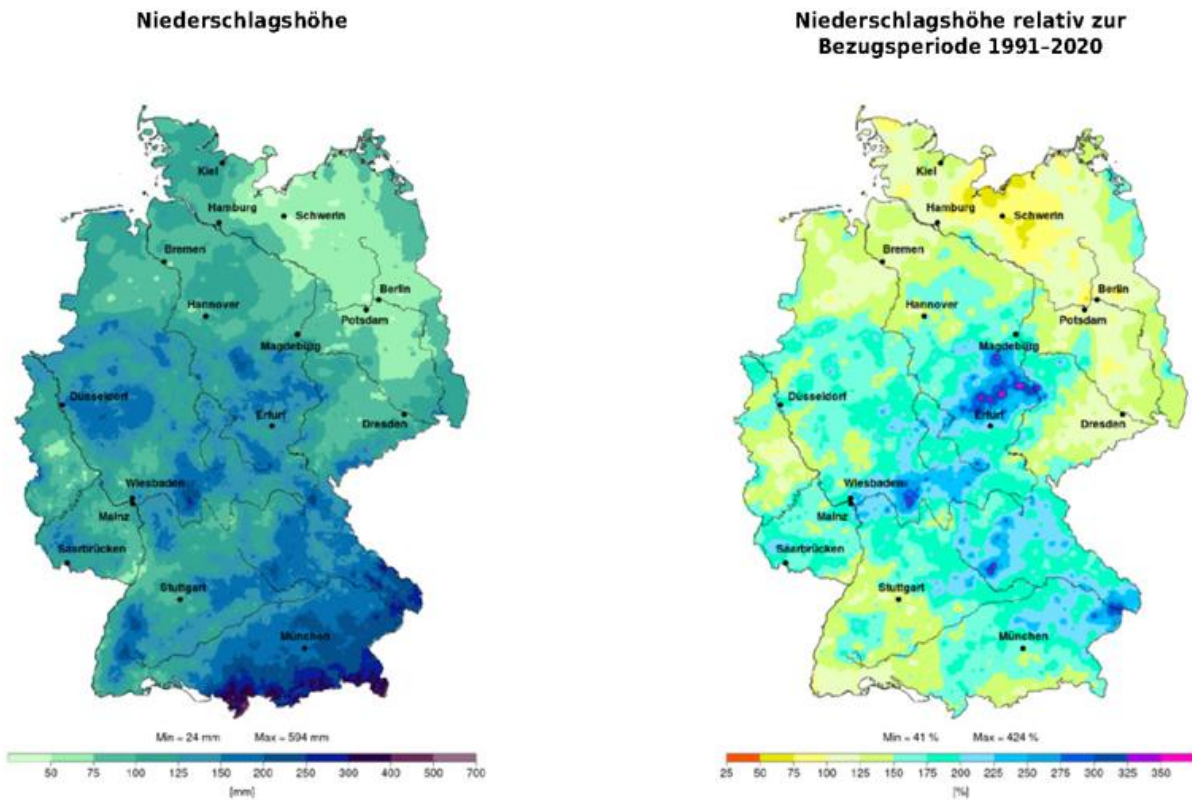 Niederschlagshöhe
Kiel
Hamburg
Schwerin
Bremen
Berlin
Hannover
Potsdam
Magdeburg
Düsseldorf
Erfurt
Dresden
Wiesbaden
Mainz
Saarbrücken
Stuttgart
München
Min = 24 mm Max = 594 mm
50 75 100 125 150 200 250 300 400 500 700
[mm]
Niederschlagshöhe relativ zur
Bezugsperiode 1991–2020
Kiel
Hamburg
Schwerin
Bremen
Berlin
Hannover
Potsdam
Magdeburg
Düsseldorf
Erfurt
Dresden
Wiesbaden
Mainz
Saarbrücken
Stuttgart
München
Min = 41 % Max = 424 %
25 50 75 100 125 150 175 200 225 250 275 300 325 350
[%]